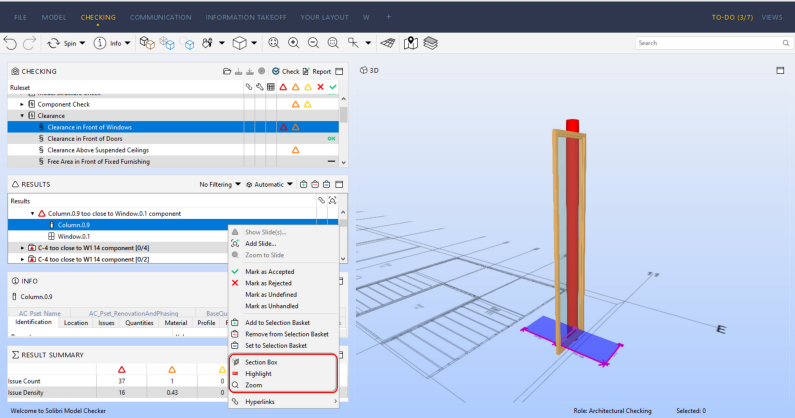 FILE MODEL CHECKING COMMUNICATION INFORMATION TAKEOFF YOUR LAYOUT W + TO-DO (3/7) VIEWS
Spin Info Search
CHECKING Check Report
Ruleset
Component Check
Clearance
§ Clearance in Front of Windows
§ Clearance in Front of Doors OK
§ Clearance Above Suspended Ceilings
§ Free Area in Front of Fixed Furnishing
RESULTS No Filtering Automatic
Results
Column.0.9 too close to Window.0.1 component
Column.0.9
Window.0.1
C-4 too close to W1 14 component [0/4]
C-4 too close to W1 14 component [0/2]
INFO
Column.0.9
AC_Pset_Name AC_Pset_RenovationAndPhasing BaseQu
Identification Location Issues Quantities Material Profile
RESULT SUMMARY
Issue Count 37 1 0
Issue Density 16 0.43 0
Welcome to Solibri Model Checker
Show Slide(s)...
Add Slide...
Zoom to Slide
Mark as Accepted
Mark as Rejected
Mark as Undefined
Mark as Unhandled
Add to Selection Basket
Remove from Selection Basket
Set to Selection Basket
Section Box
Highlight
Zoom
Hyperlinks
3D
E
Role: Architectural Checking Selected: 0